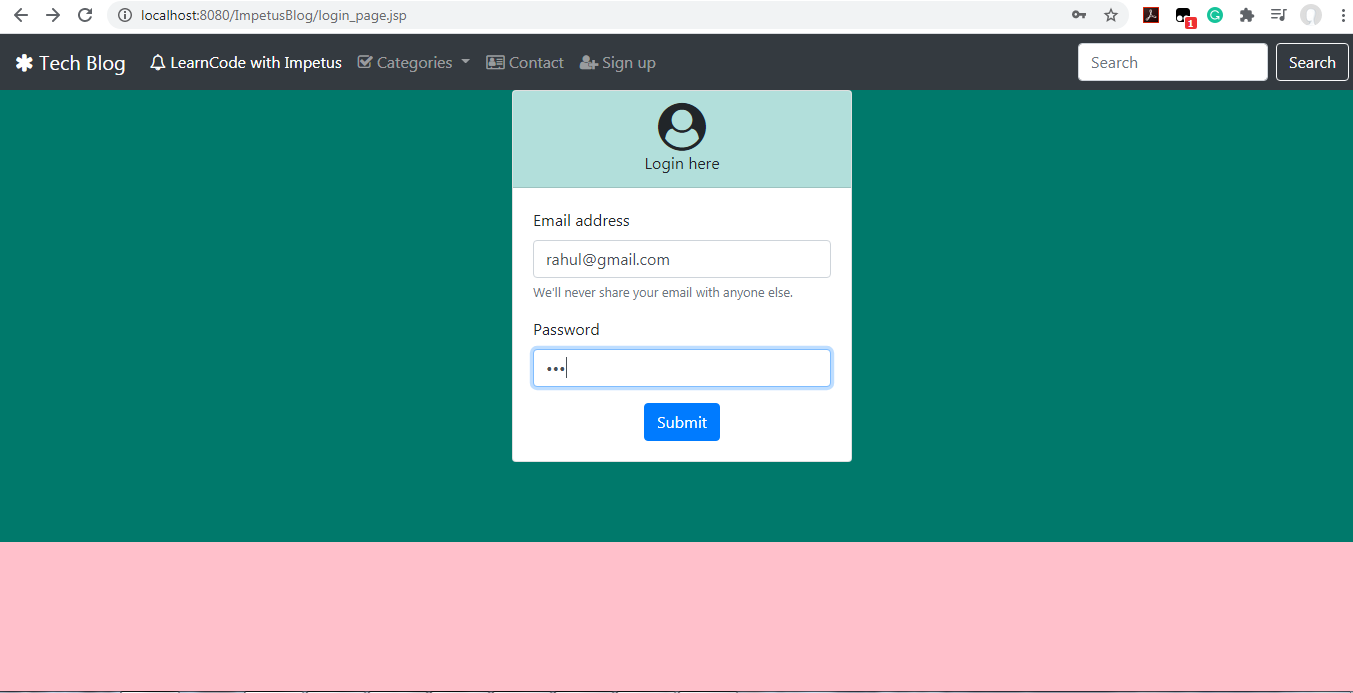 localhost:8080/ImpetusBlog/login_page.jsp
1
Tech Blog LearnCode with Impetus Categories Contact Sign up Search Search
Login here
Email address
rahul@gmail.com
We'll never share your email with anyone else.
Password
•••
Submit